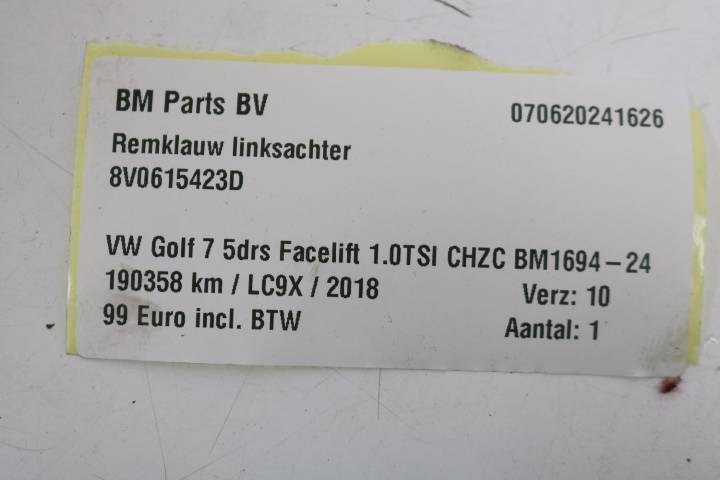 BM Parts BV 070620241626
Remklauw linksachter
8V0615423D
VW Golf 7 5drs Facelift 1.0TSI CHZC BM1694-24
190358 km / LC9X / 2018 Verz: 10
99 Euro incl. BTW Aantal: 1